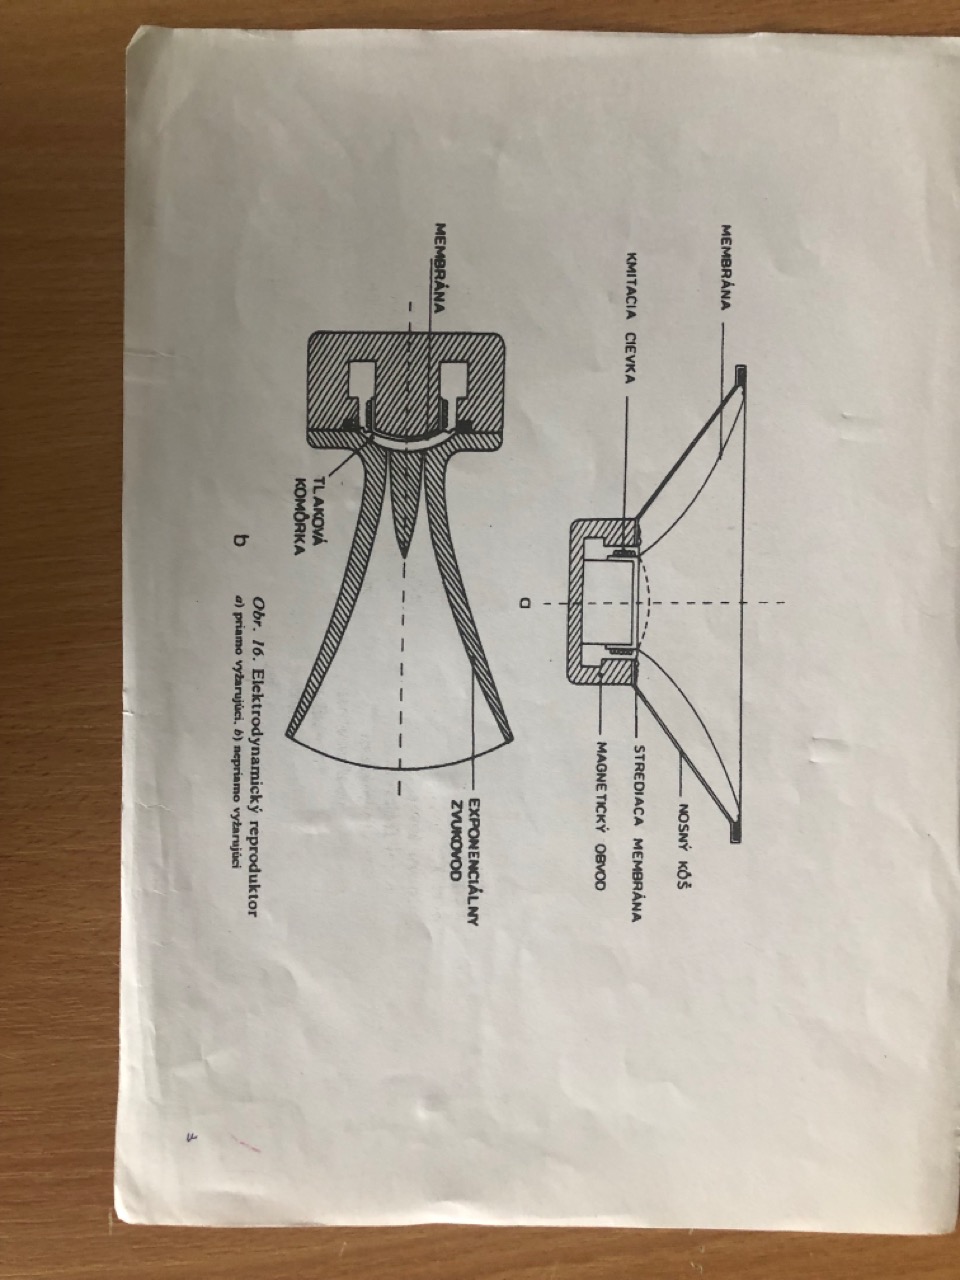 MEMBRÁNA
KMITACIA CIEVKA
NOSNÝ KÔŠ
STREDIACA MEMBRÁNA
MAGNETICKÝ OBVOD
a
MEMBRÁNA
EXPONENCIÁLNY
ZVUKOVOD
TLAKOVÁ
KOMÔRKA
b
Obr. 16. Elektrodynamický reproduktor
a) priamo vyžarujúci, b) nepriamo vyžarujúci